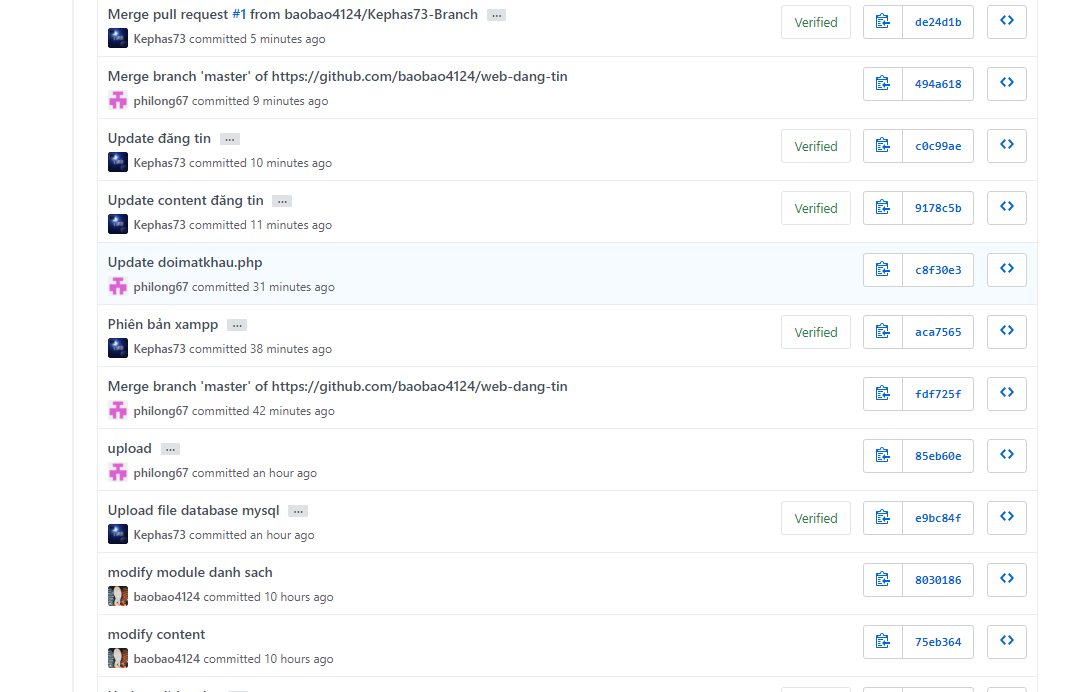 Merge pull request #1 from baobao4124/Kephas73-Branch …
Verified
de24d1b
Kephas73 committed 5 minutes ago
Merge branch 'master' of https://github.com/baobao4124/web-dang-tin
494a618
philong67 committed 9 minutes ago
Update đăng tin …
Verified
c0c99ae
Kephas73 committed 10 minutes ago
Update content đăng tin …
Verified
9178c5b
Kephas73 committed 11 minutes ago
Update doimatkhau.php
c8f30e3
philong67 committed 31 minutes ago
Phiên bản xampp …
Verified
aca7565
Kephas73 committed 38 minutes ago
Merge branch 'master' of https://github.com/baobao4124/web-dang-tin
fdf725f
philong67 committed 42 minutes ago
upload …
85eb60e
philong67 committed an hour ago
Upload file database mysql …
Verified
e9bc84f
Kephas73 committed an hour ago
modify module danh sach
8030186
baobao4124 committed 10 hours ago
modify content
75eb364
baobao4124 committed 10 hours ago